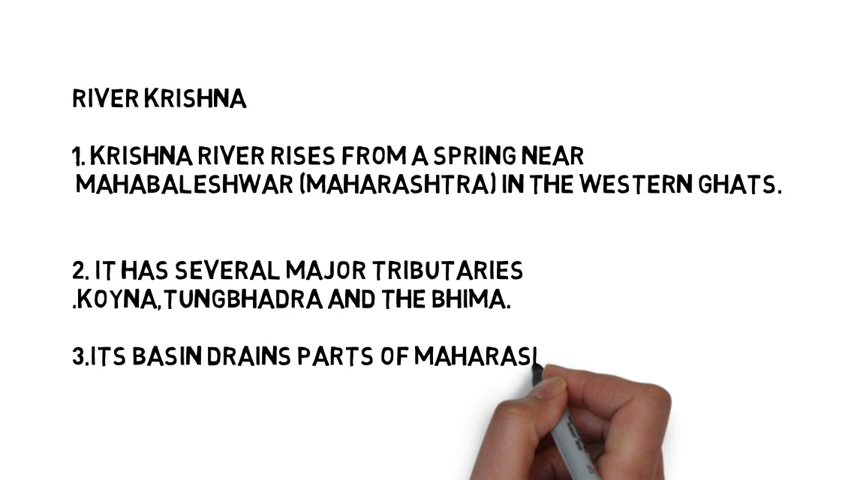 RIVER KRISHNA
1. KRISHNA RIVER RISES FROM A SPRING NEAR
MAHABALESHWAR (MAHARASHTRA) IN THE WESTERN GHATS.
2. IT HAS SEVERAL MAJOR TRIBUTARIES
.KOYNA,TUNGBHADRA AND THE BHIMA.
3.ITS BASIN DRAINS PARTS OF